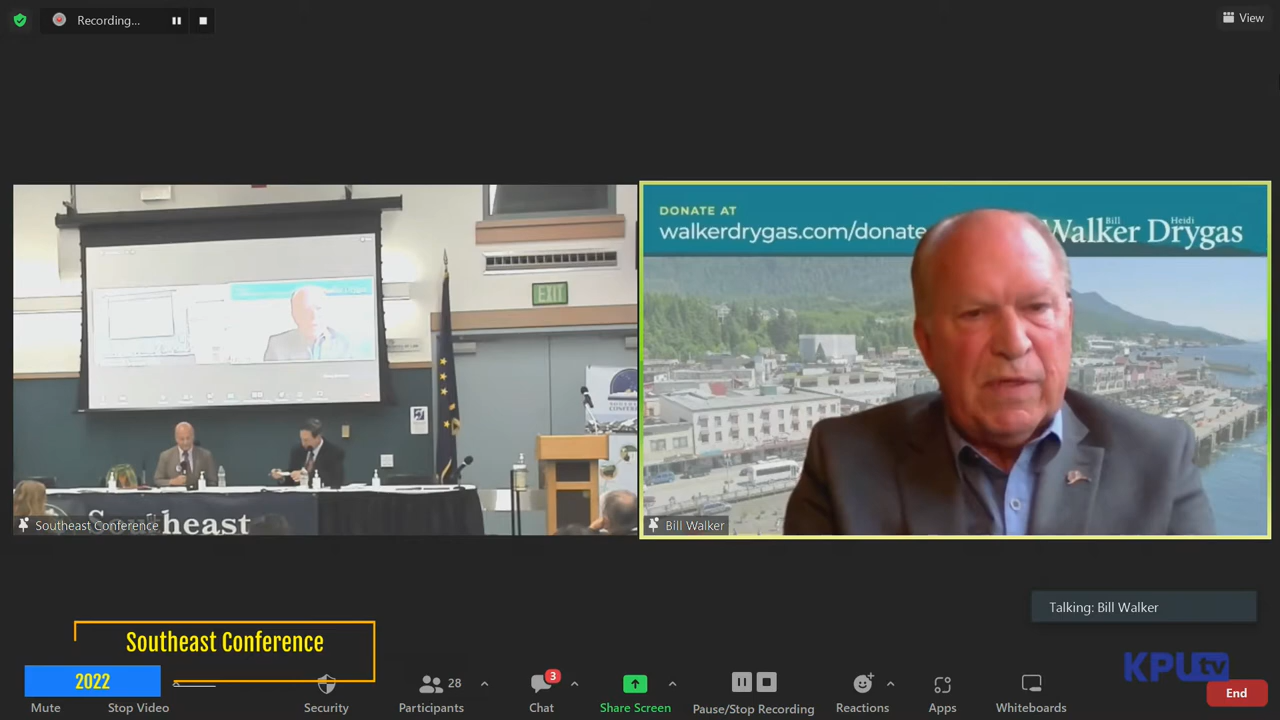 Recording...
View
EXIT
Southeast
Southeast Conference
DONATE AT
walkerdrygas.com/donate
Bill
Walker
Heidi
Drygas
Bill Walker
Talking: Bill Walker
Southeast Conference
2022
KPUtv
28
3
Mute
Stop Video
Security
Participants
Chat
Share Screen
Pause/Stop Recording
Reactions
Apps
Whiteboards
End